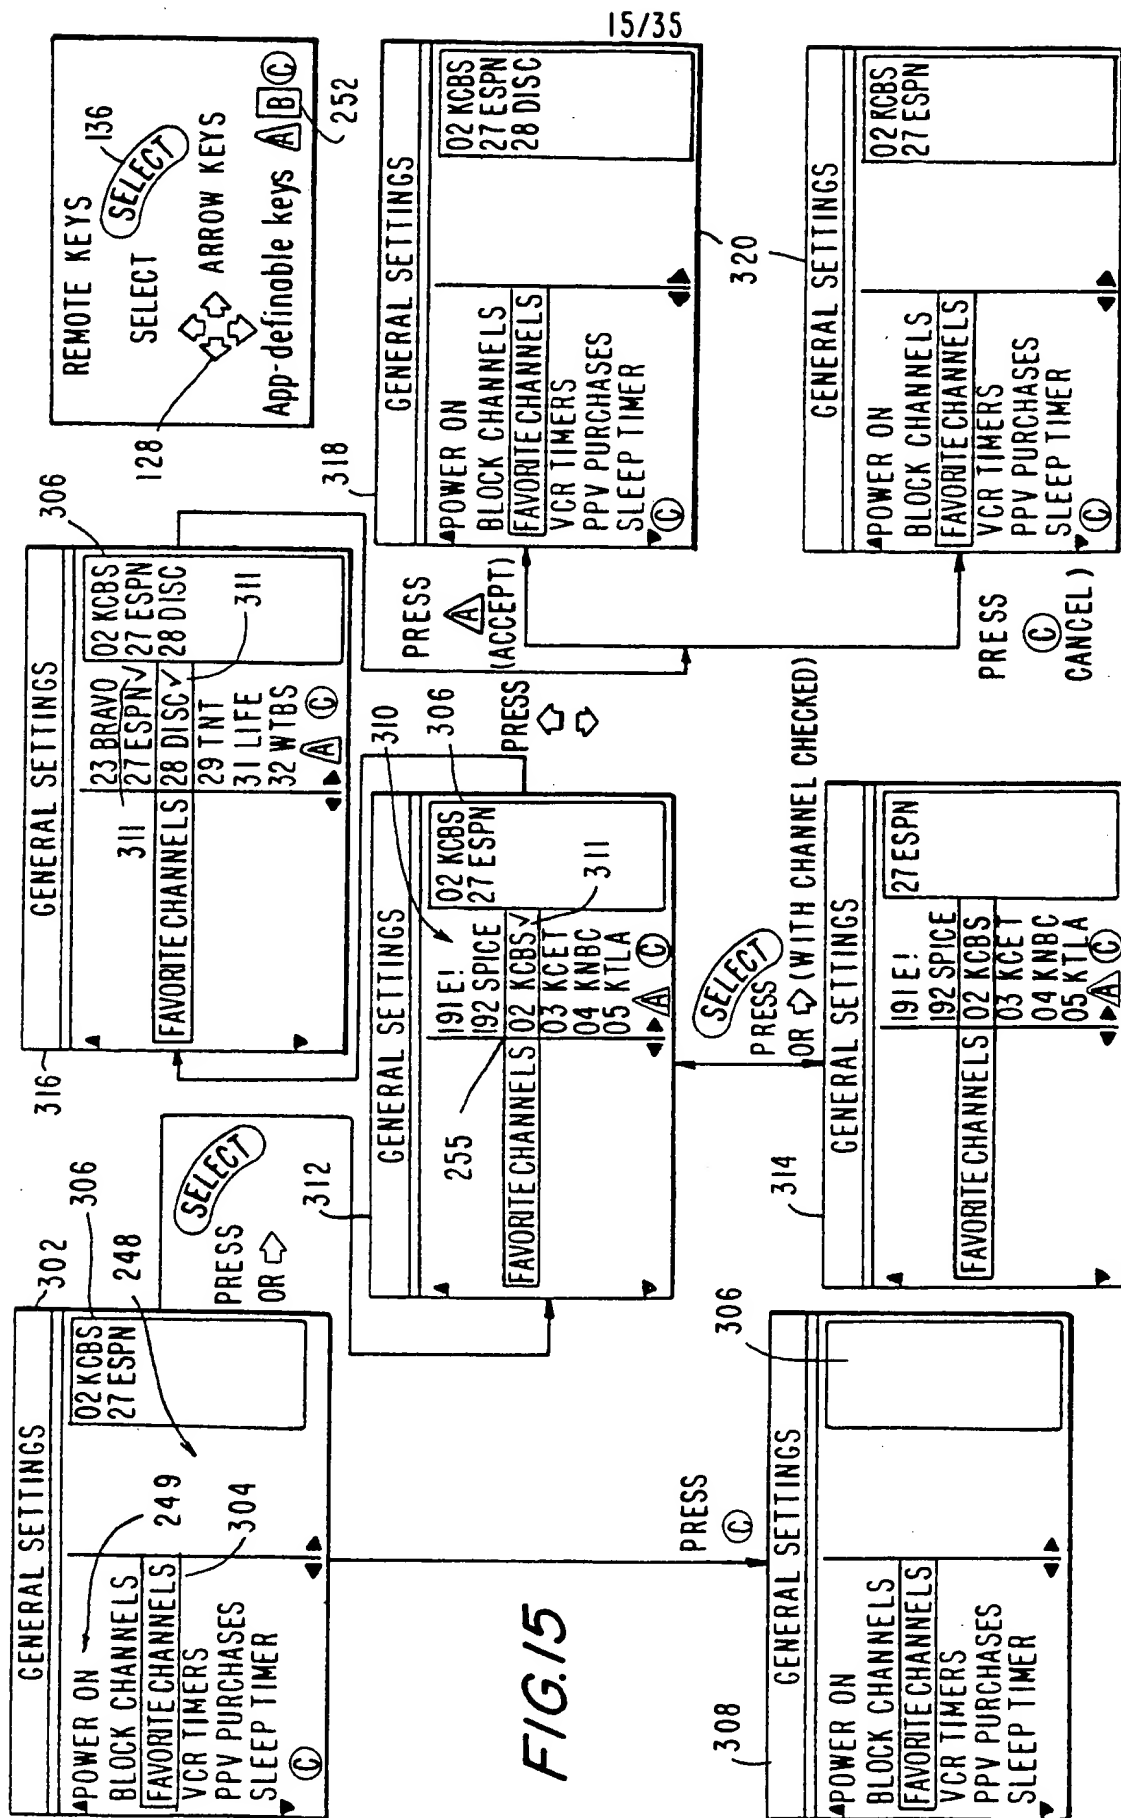 15/35
REMOTE KEYS
SELECT
SELECT
136
ARROW KEYS
128
App-definable keys A B C
252
302
GENERAL SETTINGS
POWER ON
BLOCK CHANNELS
FAVORITE CHANNELS
VCR TIMERS
PPV PURCHASES
SLEEP TIMER
C
02 KCBS
27 ESPN
306
248
249
304
PRESS
SELECT
OR
316
GENERAL SETTINGS
FAVORITE CHANNELS
23 BRAVO
27 ESPN ✓
28 DISC ✓
29 TNT
31 LIFE
32 WTBS
A C
02 KCBS
27 ESPN
28 DISC
306
311
311
312
GENERAL SETTINGS
FAVORITE CHANNELS
191 E!
192 SPICE
02 KCBS ✓
03 KCET
04 KNBC
05 KTLA
A C
02 KCBS
27 ESPN
255
310
306
311
PRESS
318
GENERAL SETTINGS
POWER ON
BLOCK CHANNELS
FAVORITE CHANNELS
VCR TIMERS
PPV PURCHASES
SLEEP TIMER
C
02 KCBS
27 ESPN
28 DISC
320
PRESS
A
(ACCEPT)
PRESS
C
CANCEL)
GENERAL SETTINGS
POWER ON
BLOCK CHANNELS
FAVORITE CHANNELS
VCR TIMERS
PPV PURCHASES
SLEEP TIMER
C
02 KCBS
27 ESPN
PRESS SELECT
OR (WITH CHANNEL CHECKED)
314
GENERAL SETTINGS
FAVORITE CHANNELS
191 E!
192 SPICE
02 KCBS
03 KCET
04 KNBC
05 KTLA
A C
27 ESPN
PRESS
C
308
GENERAL SETTINGS
POWER ON
BLOCK CHANNELS
FAVORITE CHANNELS
VCR TIMERS
PPV PURCHASES
SLEEP TIMER
306
FIG.15